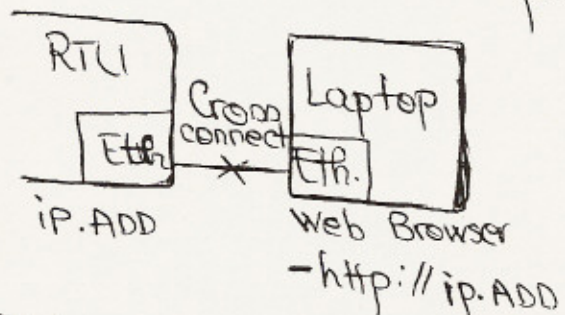 RTU
Laptop
Cross
connect
Eth
Eth.
ip.ADD
Web Browser
- http:// ip.ADD